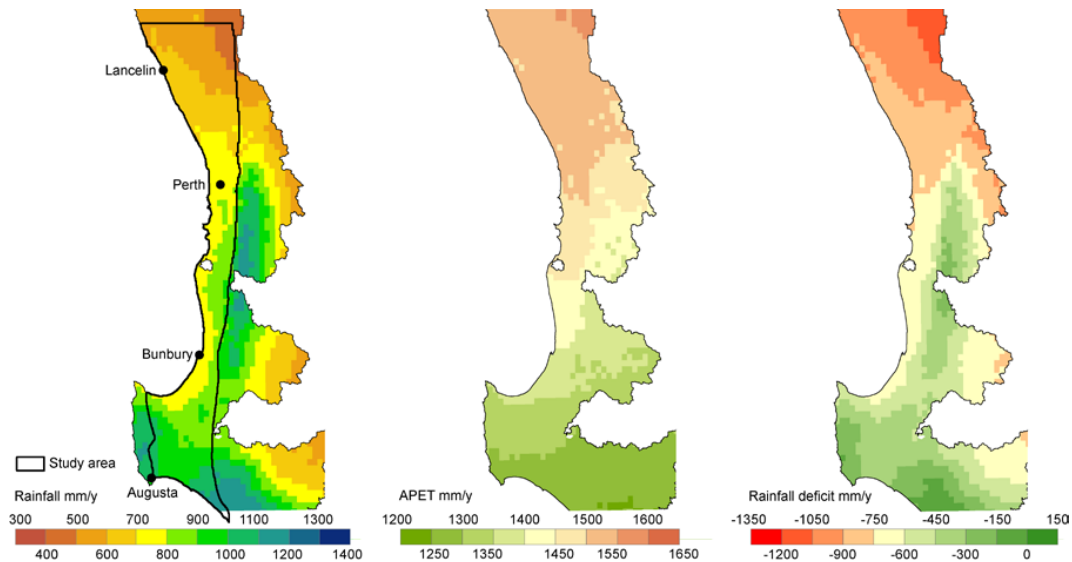 Lancelin
Perth
Bunbury
Study area
Augusta
Rainfall mm/y
300 500 700 900 1100 1300
400 600 800 1000 1200 1400
APET mm/y
1200 1300 1400 1500 1600
1250 1350 1450 1550 1650
Rainfall deficit mm/y
-1350 -1050 -750 -450 -150 150
-1200 -900 -600 -300 0